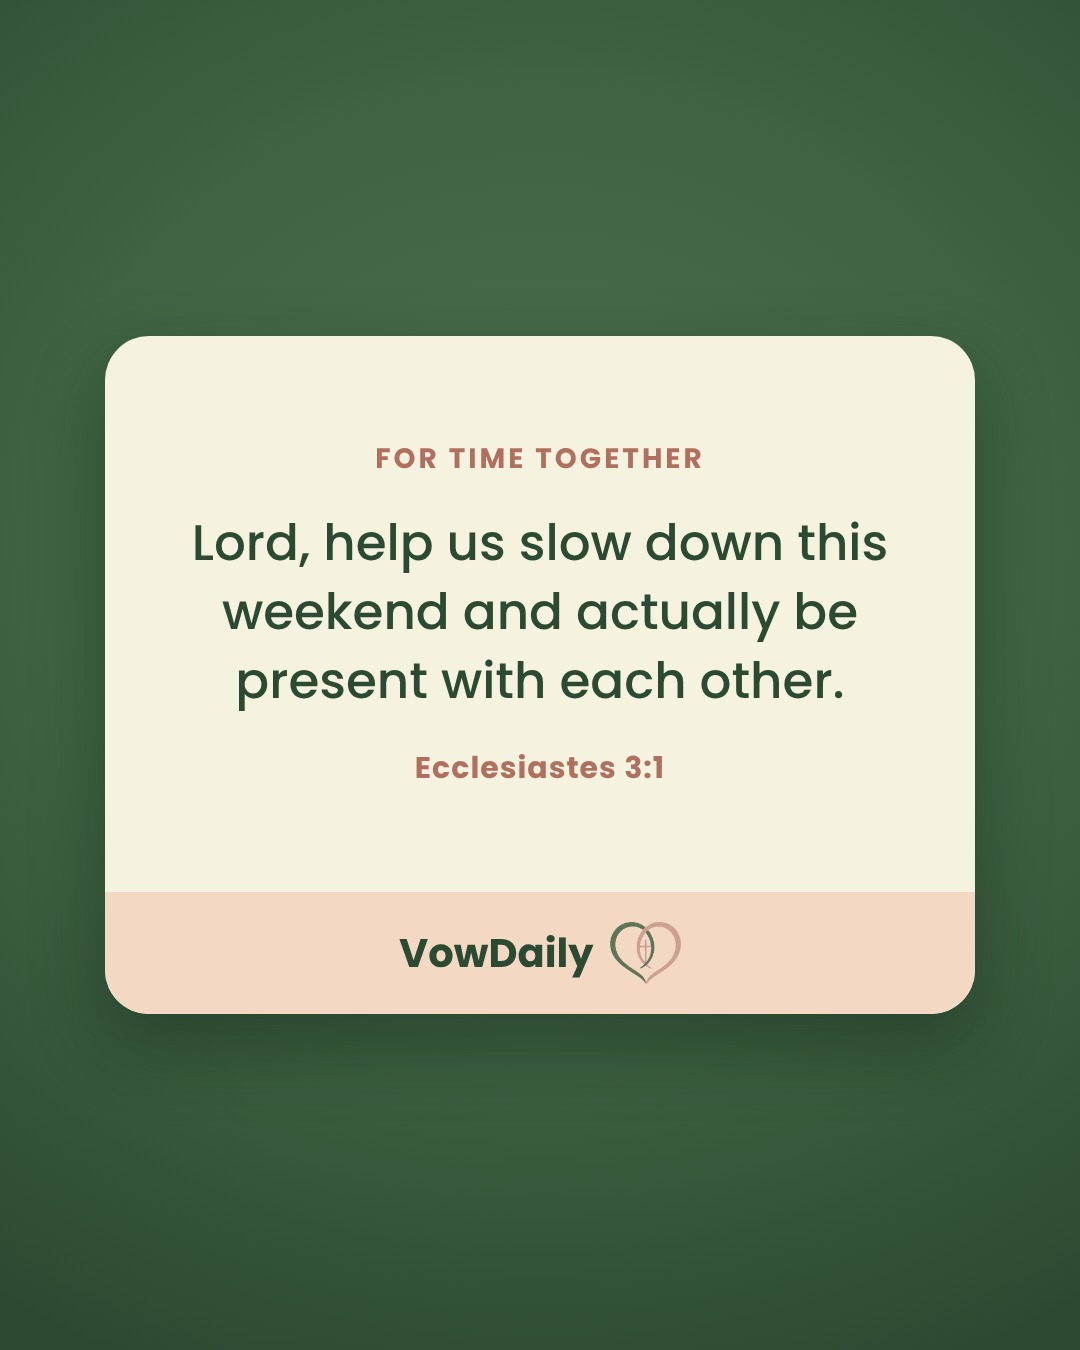 FOR TIME TOGETHER
Lord, help us slow down this
weekend and actually be
present with each other.
Ecclesiastes 3:1
VowDaily